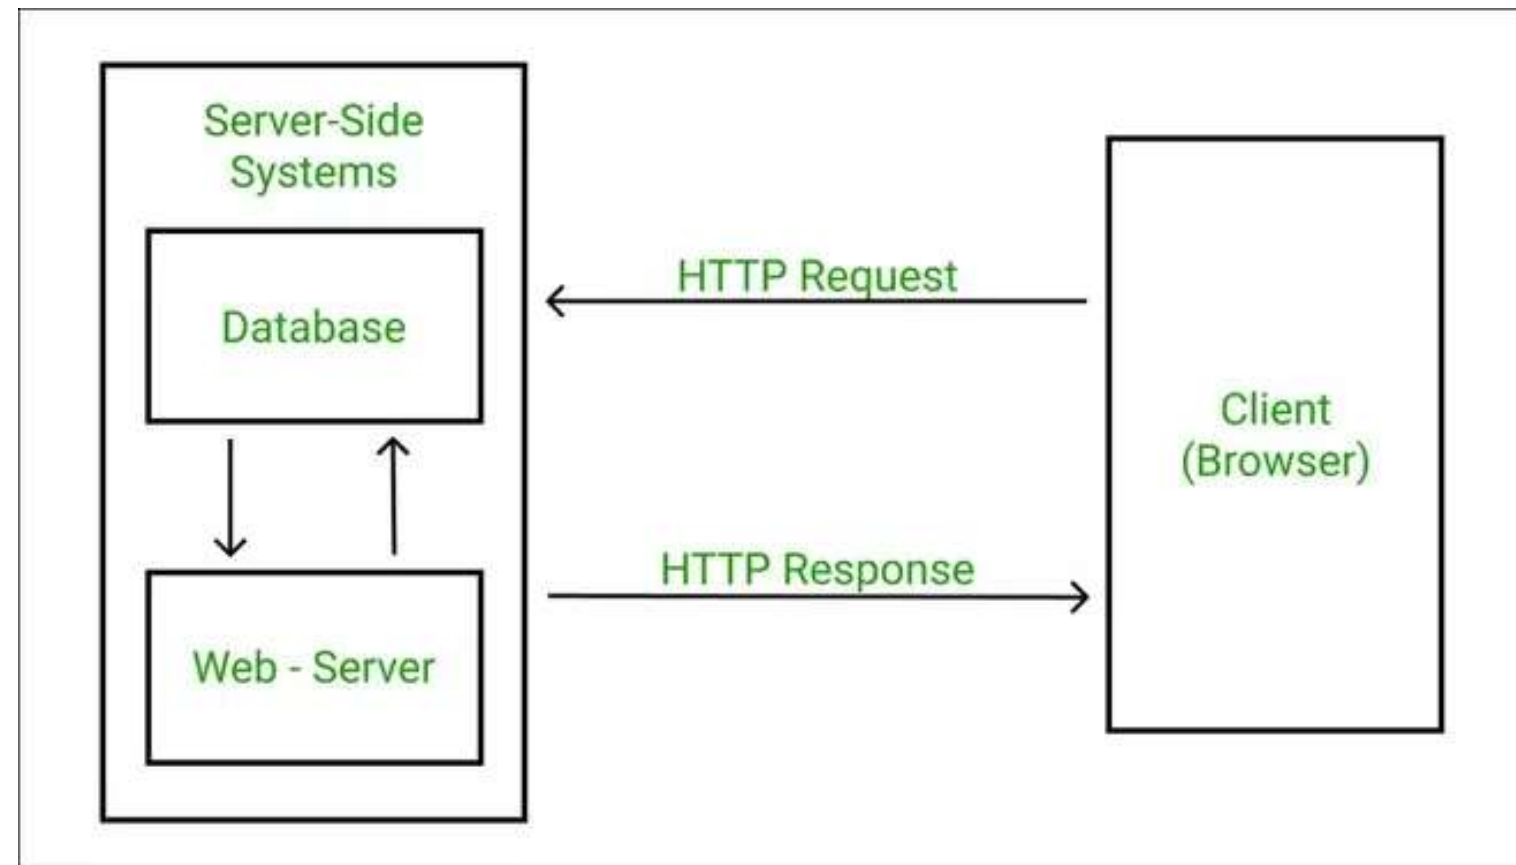 Server-Side
Systems
Database
Web - Server
HTTP Request
HTTP Response
Client
(Browser)